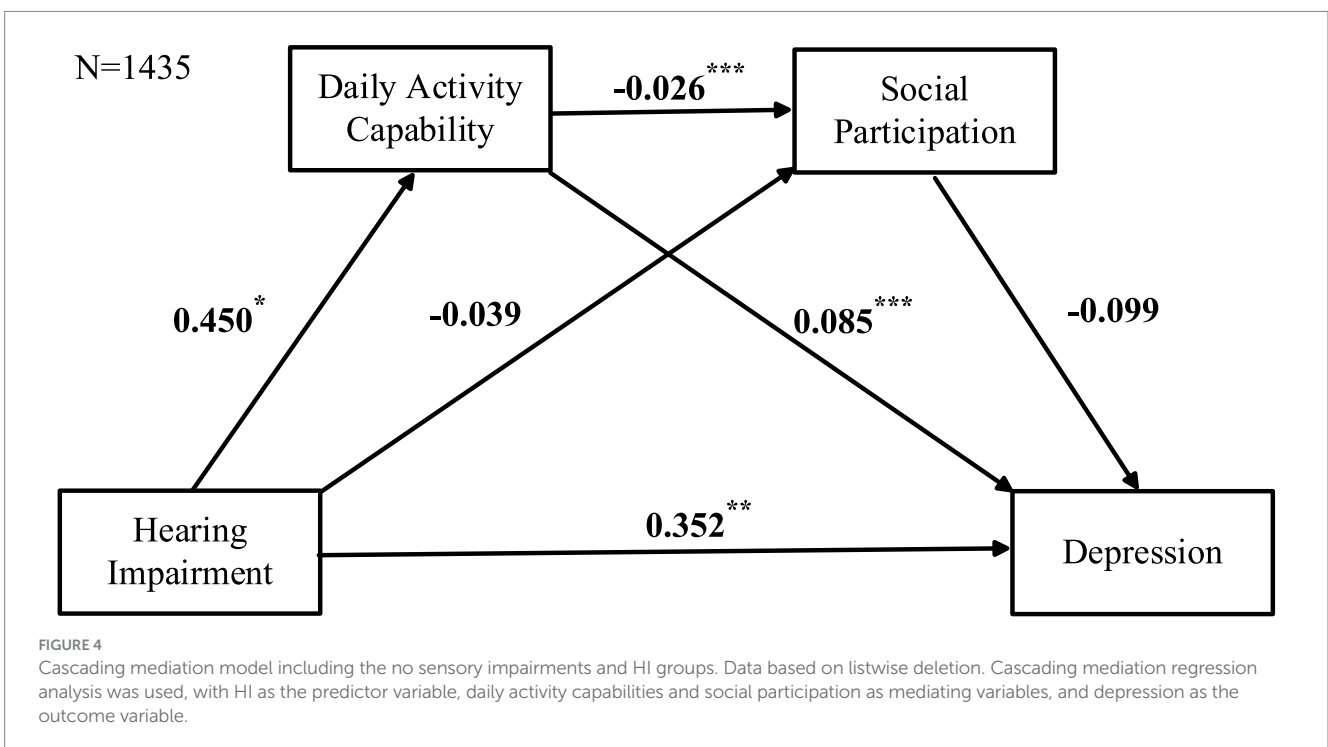 N=1435
Daily Activity
Capability
-0.026***
Social
Participation
0.450*
-0.039
0.085***
-0.099
Hearing
Impairment
0.352**
Depression
FIGURE 4
Cascading mediation model including the no sensory impairments and HI groups. Data based on listwise deletion. Cascading mediation regression
analysis was used, with HI as the predictor variable, daily activity capabilities and social participation as mediating variables, and depression as the
outcome variable.